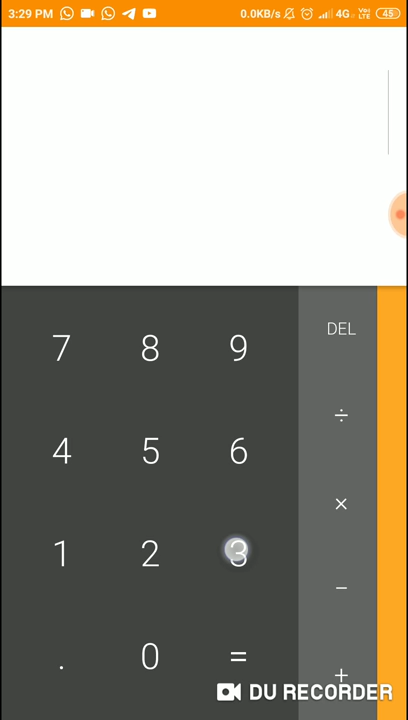 3:29 PM 0.0KB/s 4G VoLTE 45
DEL
7 8 9
÷
4 5 6
×
1 2 3
−
. 0 =
+
DU RECORDER